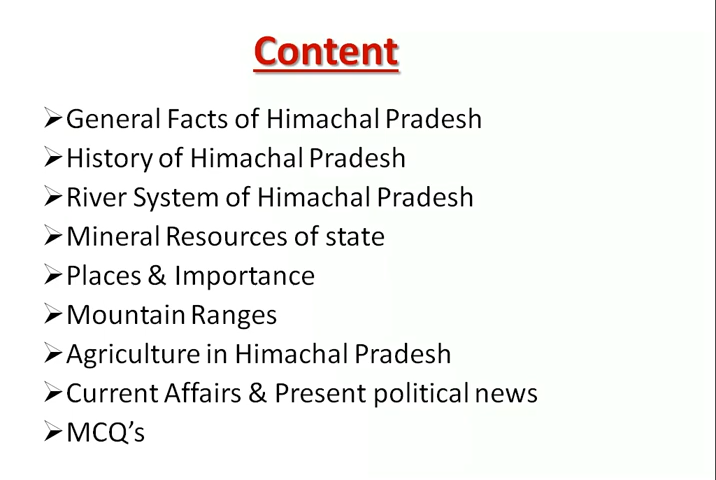 Content
➢General Facts of Himachal Pradesh
➢History of Himachal Pradesh
➢River System of Himachal Pradesh
➢Mineral Resources of state
➢Places & Importance
➢Mountain Ranges
➢Agriculture in Himachal Pradesh
➢Current Affairs & Present political news
➢MCQ’s